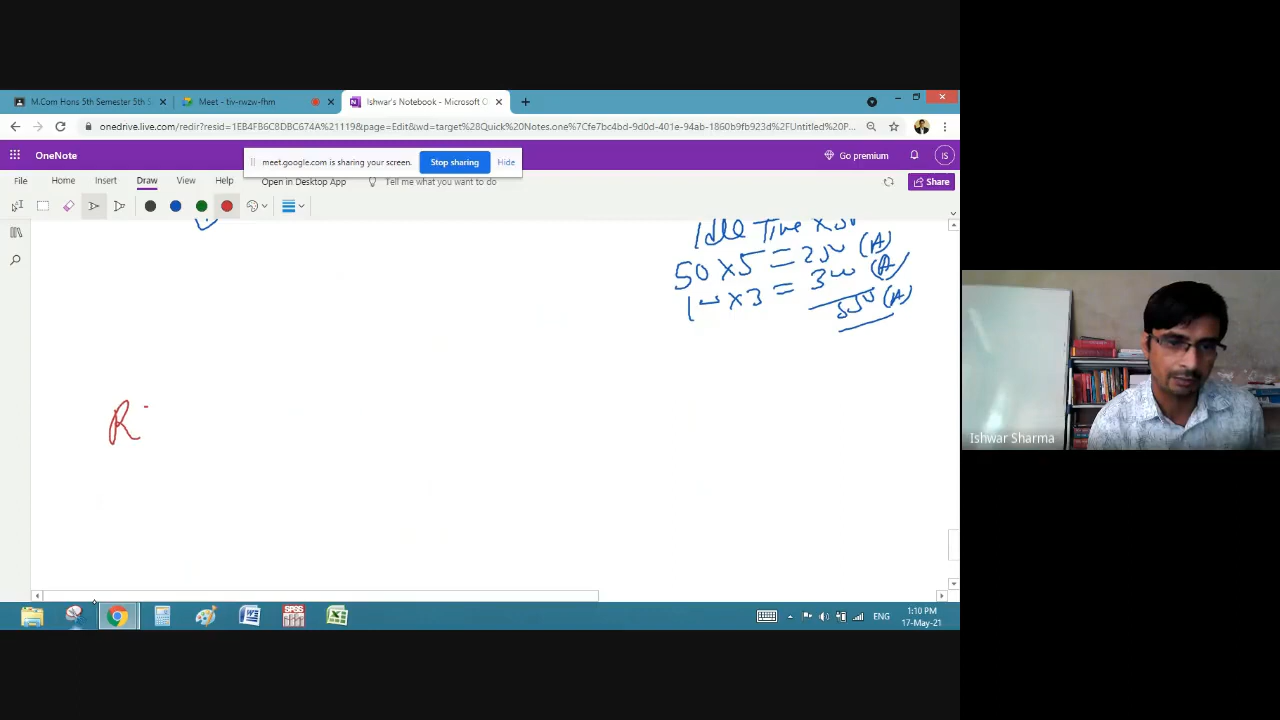 M.Com Hons 5th Semester 5th S
Meet - tiv-rwzw-fhm
Ishwar's Notebook - Microsoft O
onedrive.live.com/redir?resid=1EB4FB6C8DBC674A%21119&page=Edit&wd=target%28Quick%20Notes.one%7Cfe7bc4bd-9d0d-401e-94ab-1860b9fb923d%2FUntitled%20P...
OneNote
meet.google.com is sharing your screen.
Stop sharing
Hide
Go premium
IS
File
Home
Insert
Draw
View
Help
Open in Desktop App
Tell me what you want to do
Share
Idle Time x 50
50 x 5 = 250 (A)
100 x 3 = 300 (A)
550 (A)
R
Ishwar Sharma
ENG
1:10 PM
17-May-21